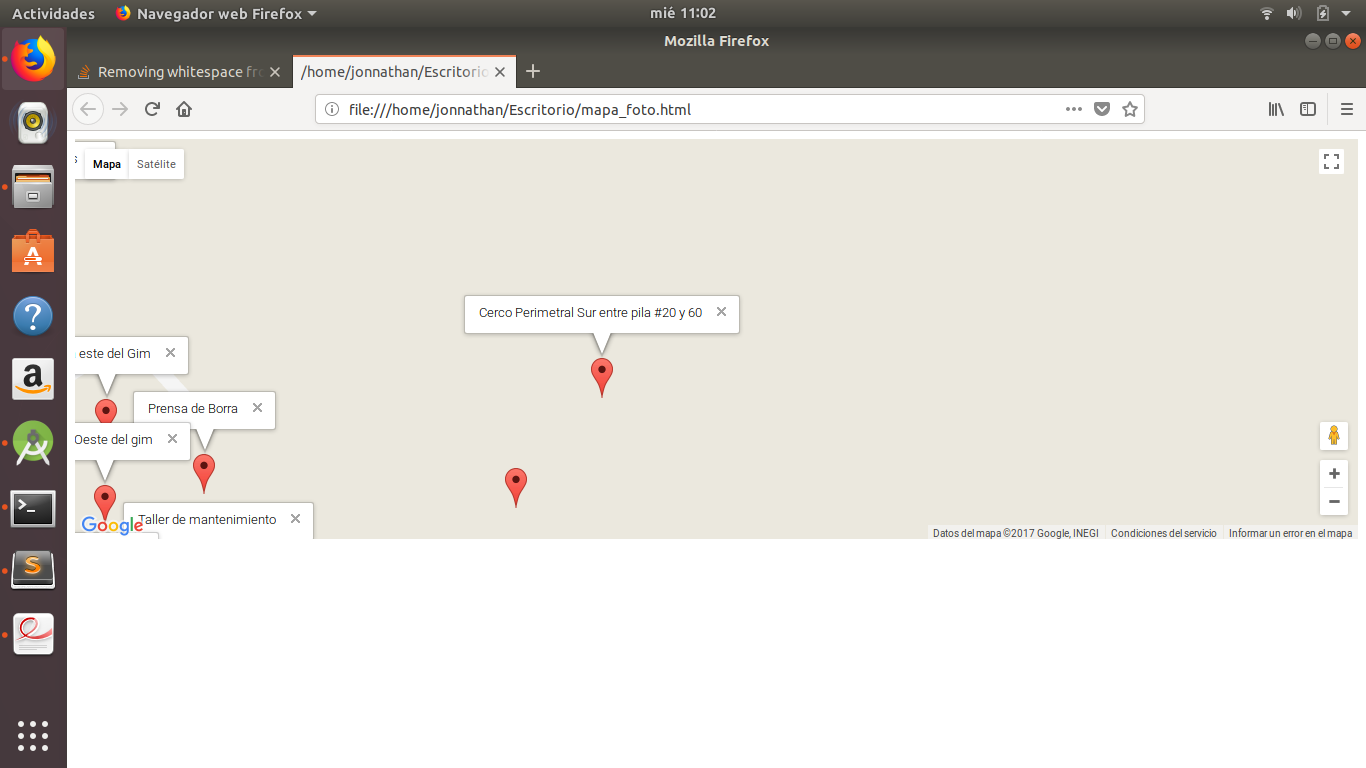 Actividades Navegador web Firefox mié 11:02
Mozilla Firefox
Removing whitespace fro /home/jonnathan/Escritorio
file:///home/jonnathan/Escritorio/mapa_foto.html
s Mapa Satélite
Cerco Perimetral Sur entre pila #20 y 60
este del Gim
Prensa de Borra
Oeste del gim
Taller de mantenimiento
Google
Datos del mapa ©2017 Google, INEGI Condiciones del servicio Informar un error en el mapa